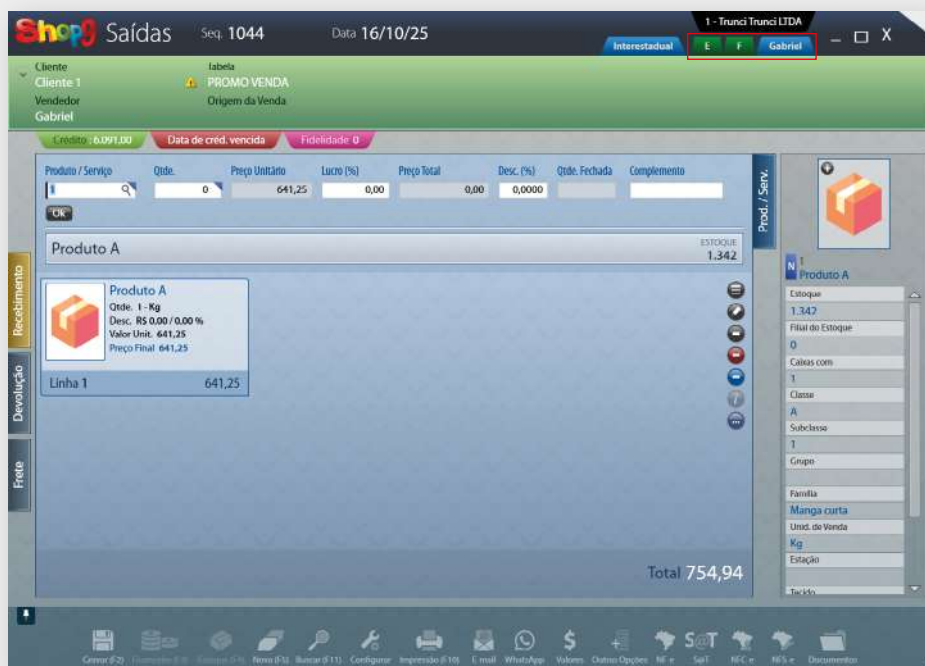 Shop9 Saídas Seq. 1044 Data 16/10/25
1 - Trunci Trunci LTDA
Interestadual E F Gabriel
Cliente
Cliente 1
Tabela
PROMO VENDA
Vendedor
Gabriel
Origem da Venda
Crédito : 6.091,00 Data de créd. vencida Fidelidade 0
Produto / Serviço Qtde. Preço Unitário Lucro (%) Preço Total Desc. (%) Qtde. Fechada Complemento
1 0 641,25 0,00 0,00 0,0000
Ok
Prod. / Serv.
Produto A
ESTOQUE
1.342
Recebimento
Devolução
Frete
Produto A
Qtde. 1 - Kg
Desc. R$ 0,00 / 0,00 %
Valor Unit. 641,25
Preço Final 641,25
Linha 1 641,25
Total 754,94
N 1
Produto A
Estoque
1.342
Filial do Estoque
0
Caixas com
1
Classe
A
Subclasse
1
Grupo
Família
Manga curta
Unid. de Venda
Kg
Estação
Tecido
S@T
Gravar (F2) Novo (F3) Buscar (F11) Configurar Impressão (F10) E mail WhatsApp Valores Outras Opções NF e SAT NFC e NFS e Documentos